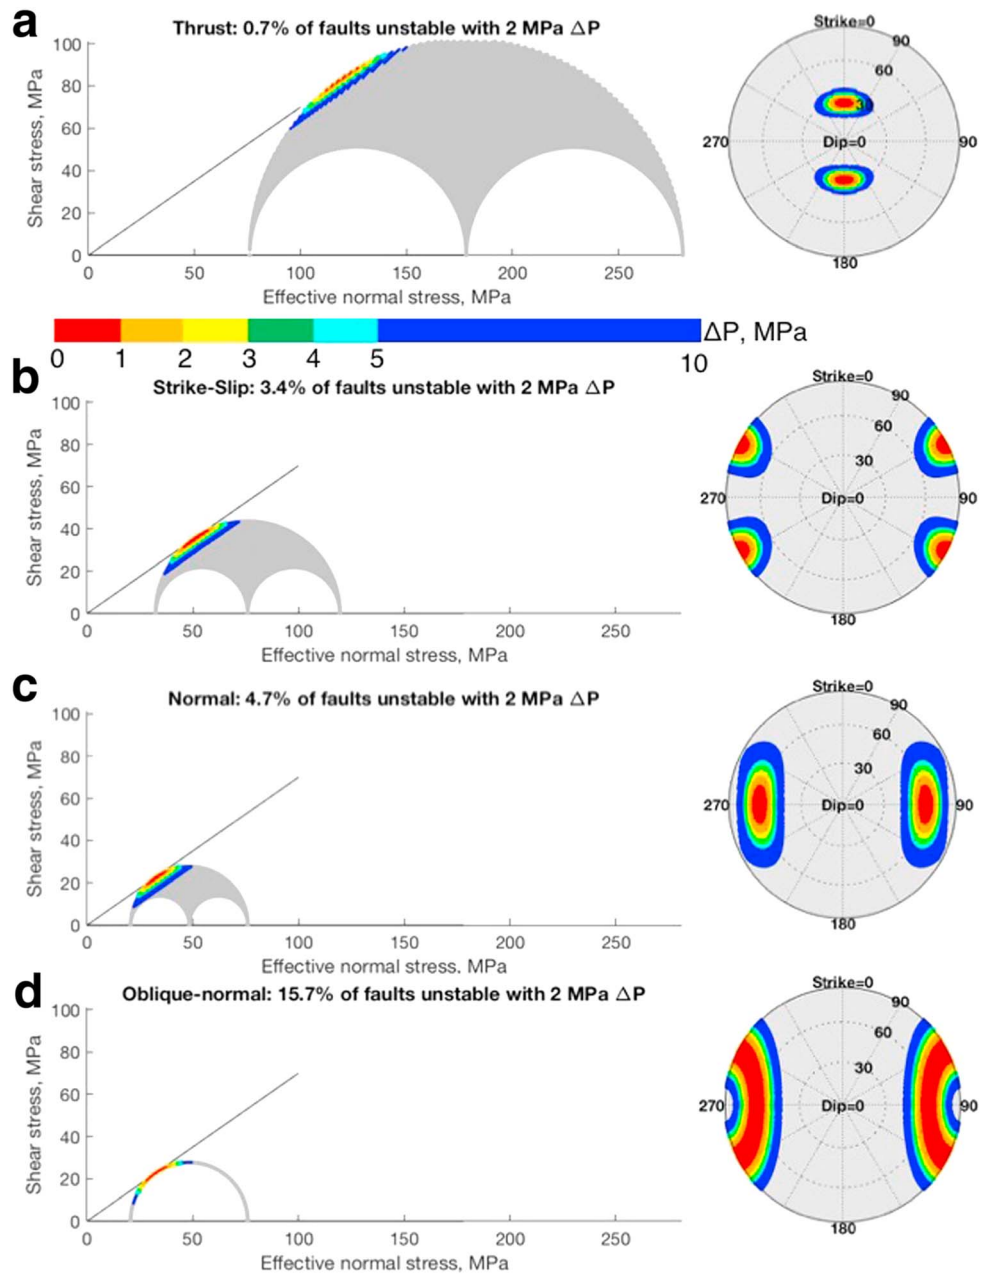 a
Thrust: 0.7% of faults unstable with 2 MPa △P
Shear stress, MPa
100
80
60
40
20
0
0 50 100 150 200 250
Effective normal stress, MPa
Strike=0
90
60
30
270 Dip=0 90
180
0 1 2 3 4 5 10
ΔP, MPa
b
Strike-Slip: 3.4% of faults unstable with 2 MPa △P
Shear stress, MPa
100
80
60
40
20
0
0 50 100 150 200 250
Effective normal stress, MPa
Strike=0
90
60
30
270 Dip=0 90
180
c
Normal: 4.7% of faults unstable with 2 MPa △P
Shear stress, MPa
100
80
60
40
20
0
0 50 100 150 200 250
Effective normal stress, MPa
Strike=0
90
60
30
270 Dip=0 90
180
d
Oblique-normal: 15.7% of faults unstable with 2 MPa △P
Shear stress, MPa
100
80
60
40
20
0
0 50 100 150 200 250
Effective normal stress, MPa
Strike=0
90
60
30
270 Dip=0 90
180